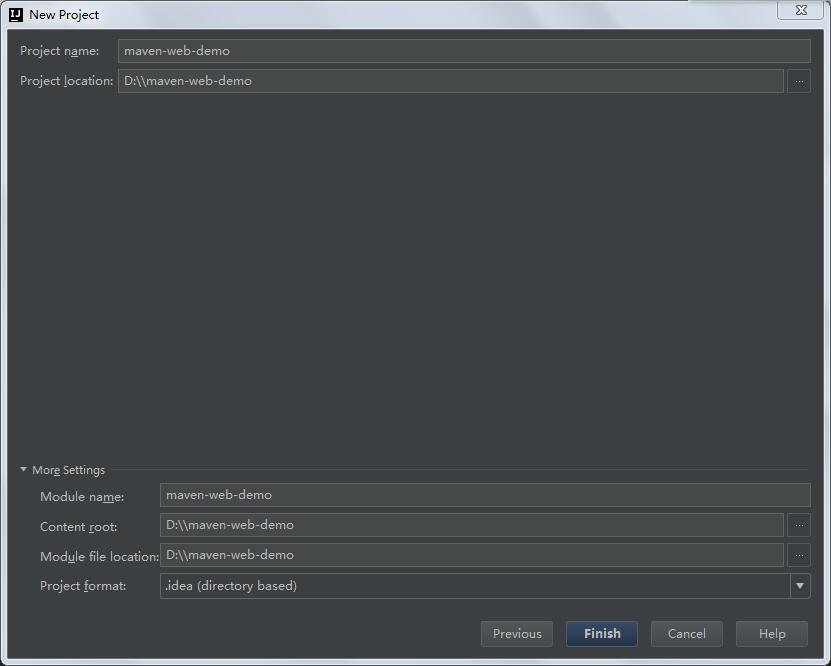 IJ New Project
Project name: maven-web-demo
Project location: D:\\maven-web-demo ...
More Settings
Module name: maven-web-demo
Content root: D:\\maven-web-demo ...
Module file location: D:\\maven-web-demo ...
Project format: .idea (directory based)
Previous Finish Cancel Help